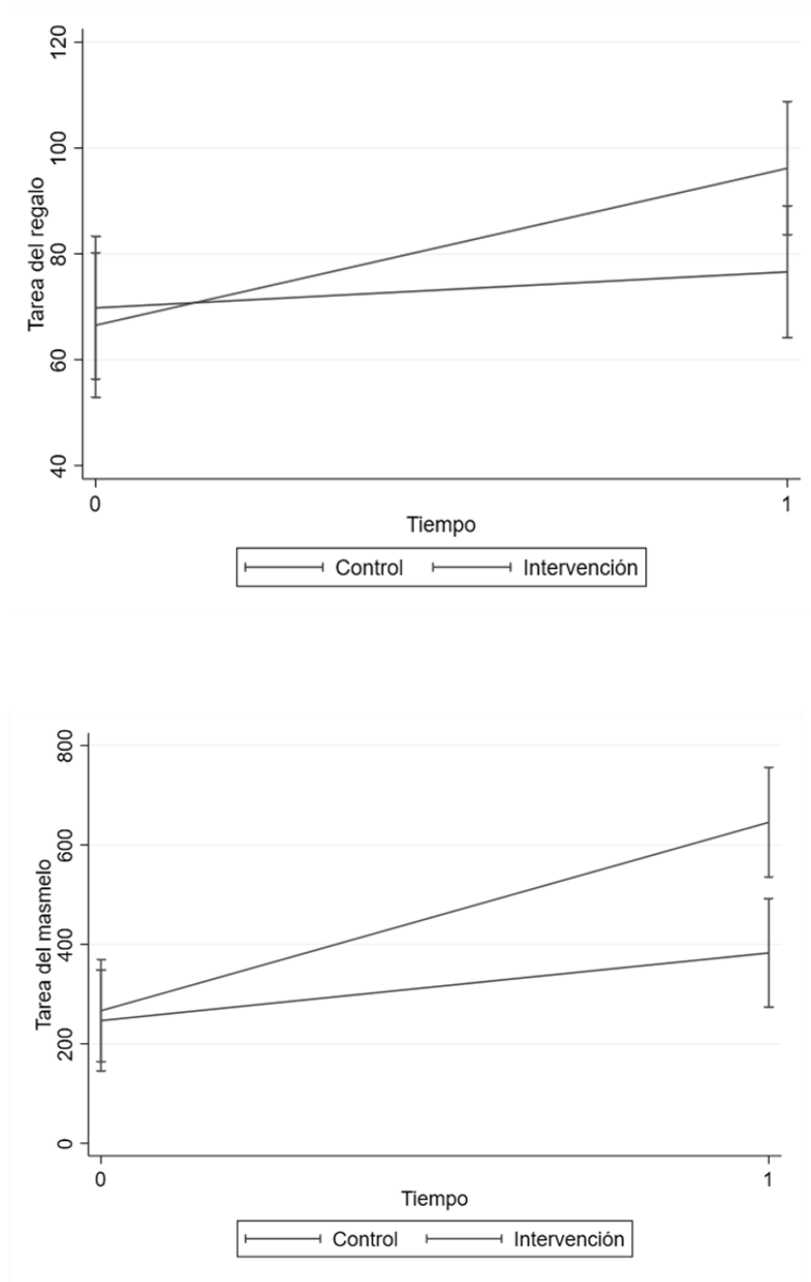 Tarea del regalo
120
100
80
60
40
0
1
Tiempo
Control
Intervención
Tarea del masmelo
800
600
400
200
0
0
1
Tiempo
Control
Intervención